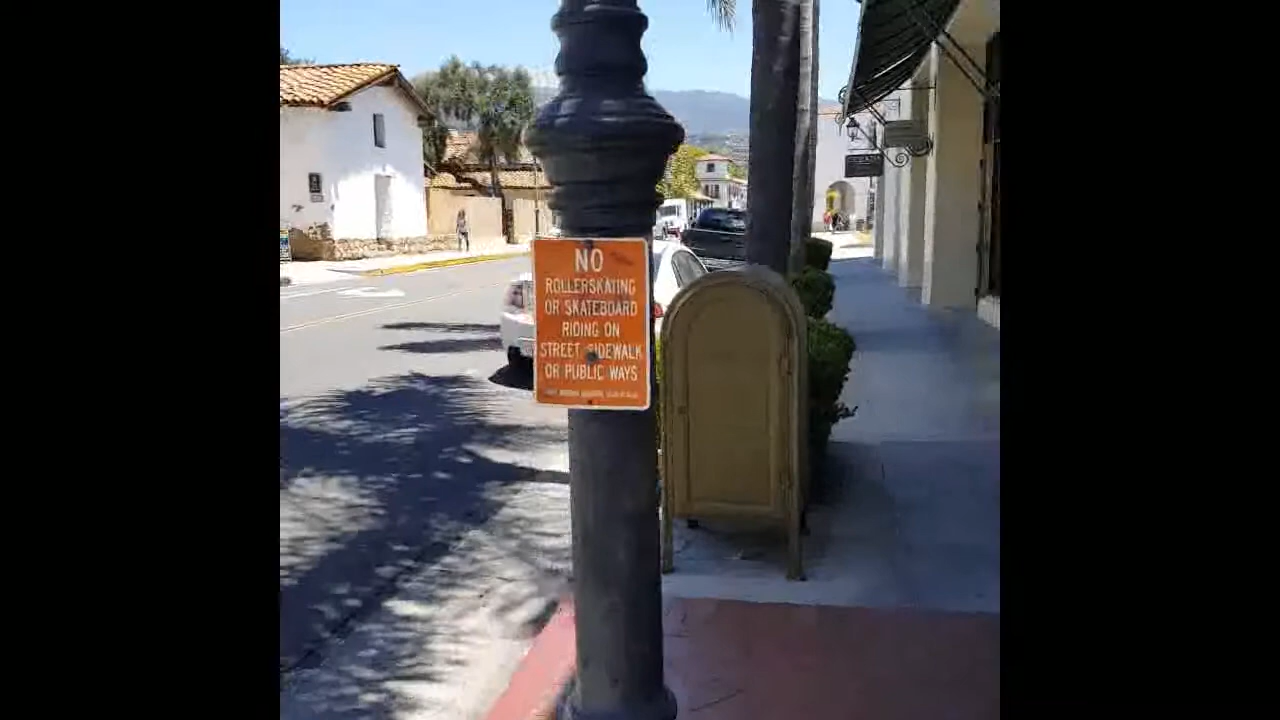 NO
ROLLERSKATING
OR SKATEBOARD
RIDING ON
STREET, SIDEWALK
OR PUBLIC WAYS